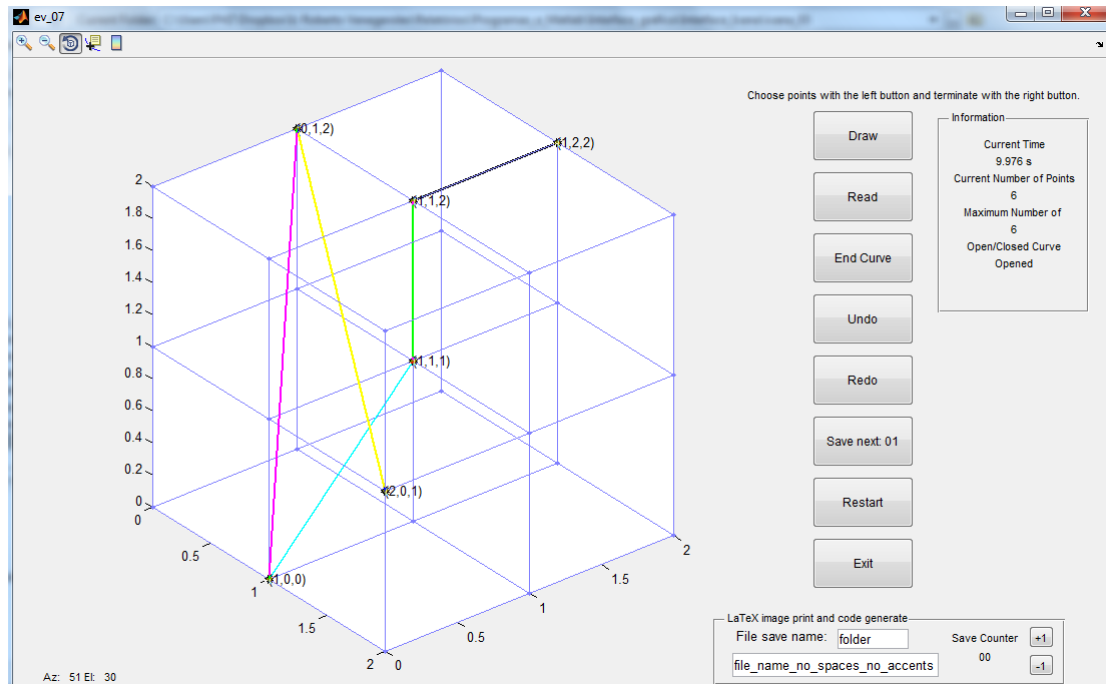 ev_07
Choose points with the left button and terminate with the right button.
Draw
Read
End Curve
Undo
Redo
Save next: 01
Restart
Exit
Information
Current Time
9.976 s
Current Number of Points
6
Maximum Number of
6
Open/Closed Curve
Opened
(0,1,2)
(1,2,2)
(1,1,2)
(1,1,1)
(2,0,1)
(1,0,0)
2
1.8
1.6
1.4
1.2
1
0.8
0.6
0.4
0.2
0
0
0.5
1
1.5
2
0
0.5
1
1.5
2
LaTeX image print and code generate
File save name: folder
file_name_no_spaces_no_accents
Save Counter
00
+1
-1
Az: 51 El: 30